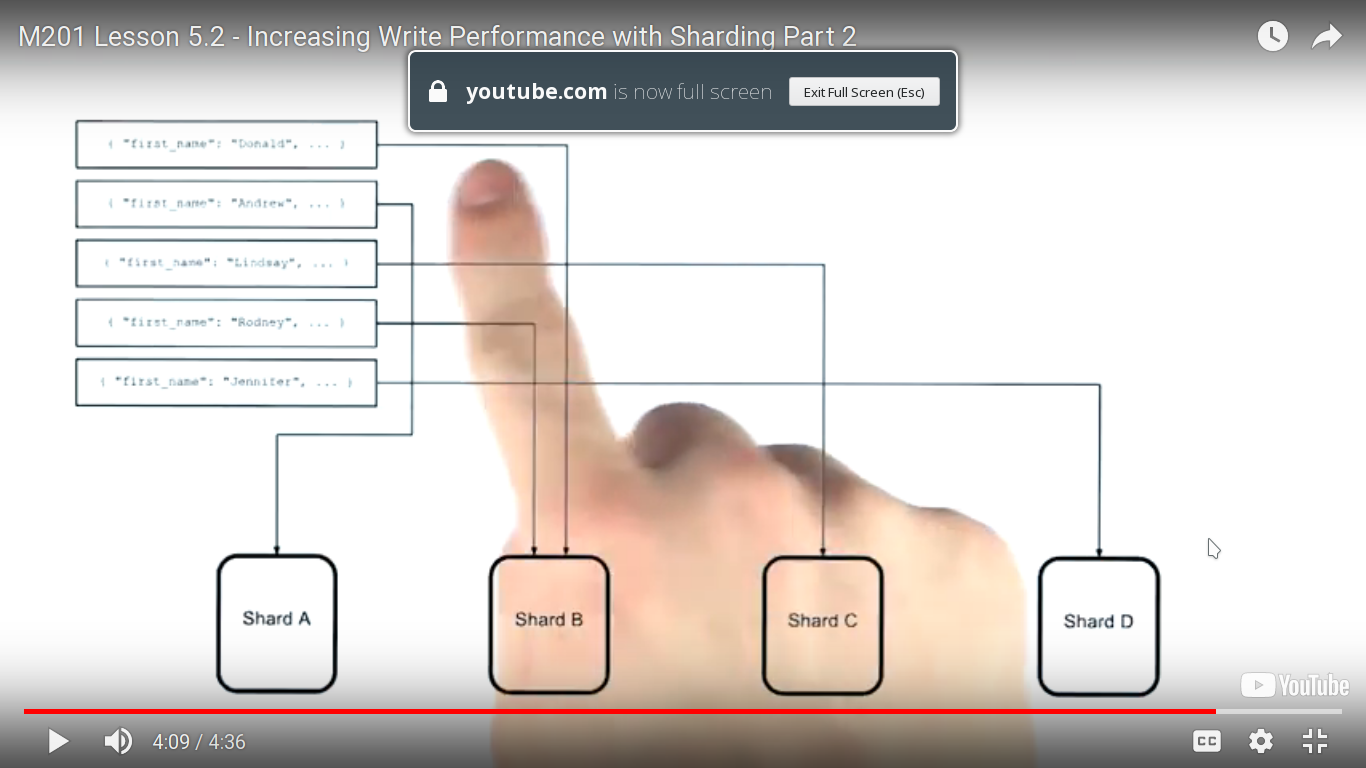 M201 Lesson 5.2 - Increasing Write Performance with Sharding Part 2
youtube.com is now full screen
Exit Full Screen (Esc)
{ "first_name": "Donald", ... }
{ "first_name": "Andrew", ... }
{ "first_name": "Lindsay", ... }
{ "first_name": "Rodney", ... }
{ "first_name": "Jennifer", ... }
Shard A
Shard B
Shard C
Shard D
YouTube
4:09 / 4:36
CC